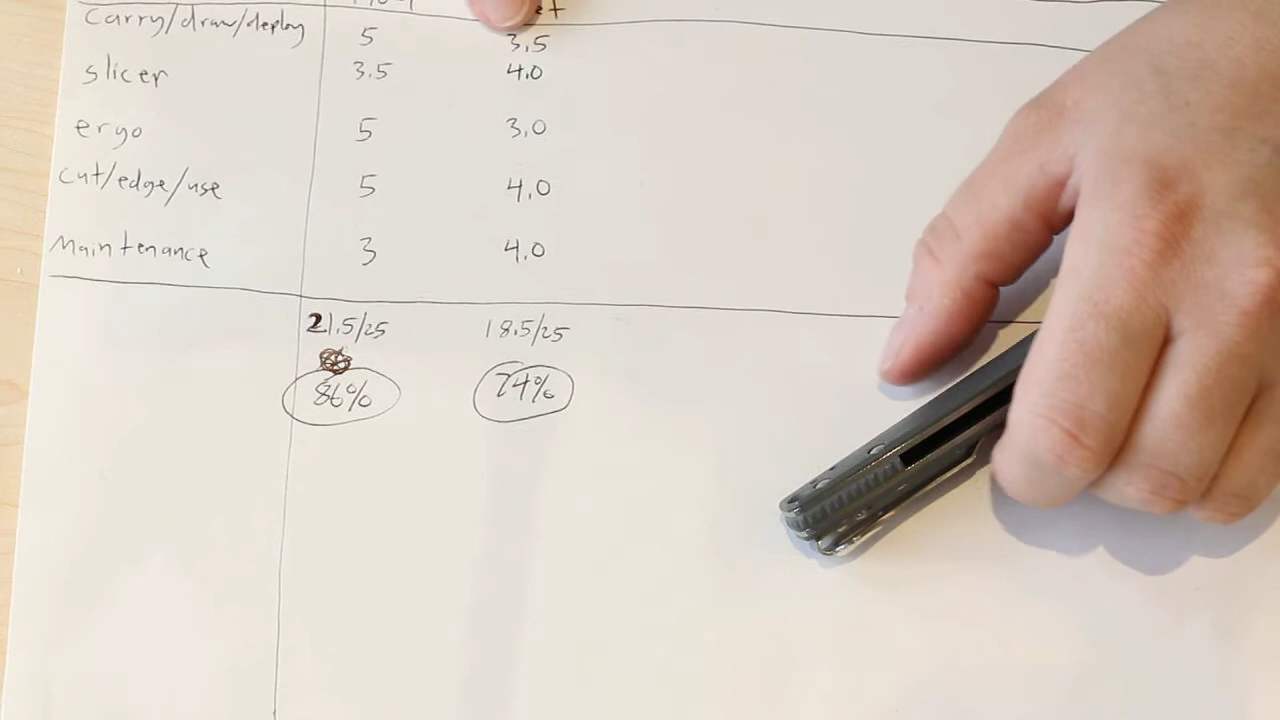 carry/draw/deploy 5 3.5
slicer 3.5 4.0
ergo 5 3.0
cut/edge/use 5 4.0
Maintenance 3 4.0
21.5/25 18.5/25
86% 74%